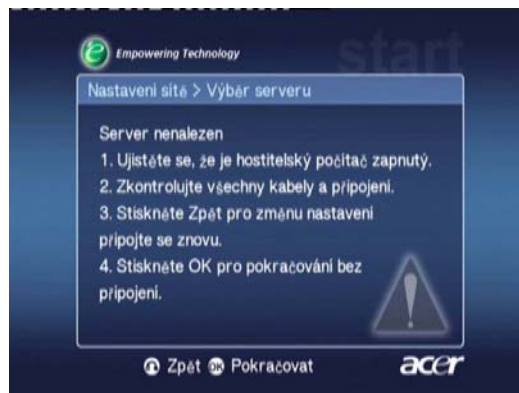 Empowering Technology
start
Nastavení sítě > Výběr serveru
Server nenalezen
1. Ujistěte se, že je hostitelský počítač zapnutý.
2. Zkontrolujte všechny kabely a připojení.
3. Stiskněte Zpět pro změnu nastavení
připojte se znovu.
4. Stiskněte OK pro pokračování bez
připojení.
Zpět OK Pokračovat
acer